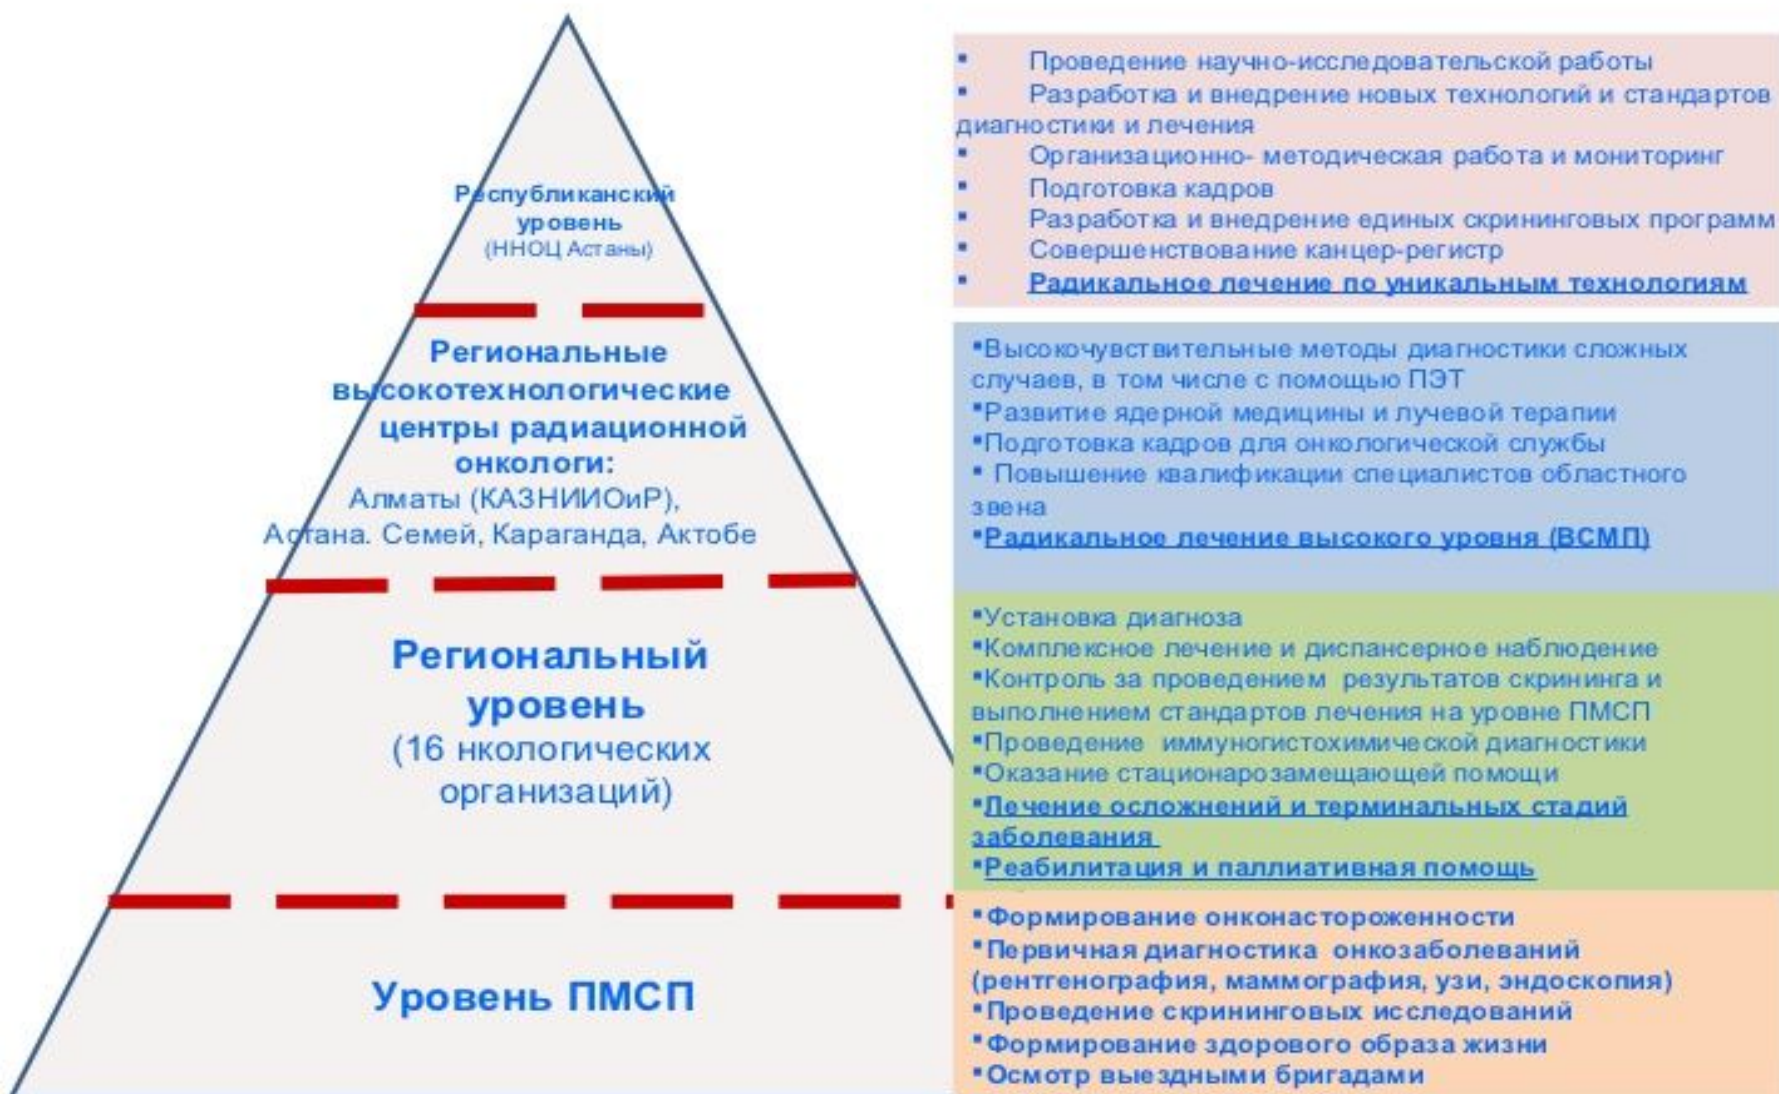 Республиканский
уровень
(ННОЦ Астаны)
Региональные
высокотехнологические
центры радиационной
онкологи:
Алматы (КАЗНИИОиР),
Астана. Семей, Караганда, Актобе
Региональный
уровень
(16 нкологических
организаций)
Уровень ПМСП
▪ Проведение научно-исследовательской работы
▪ Разработка и внедрение новых технологий и стандартов
диагностики и лечения
▪ Организационно- методическая работа и мониторинг
▪ Подготовка кадров
▪ Разработка и внедрение единых скрининговых программ
▪ Совершенствование канцер-регистр
▪ Радикальное лечение по уникальным технологиям
▪Высокочувствительные методы диагностики сложных
случаев, в том числе с помощью ПЭТ
▪Развитие ядерной медицины и лучевой терапии
▪Подготовка кадров для онкологической службы
▪ Повышение квалификации специалистов областного
звена
▪Радикальное лечение высокого уровня (ВСМП)
▪Установка диагноза
▪Комплексное лечение и диспансерное наблюдение
▪Контроль за проведением результатов скрининга и
выполнением стандартов лечения на уровне ПМСП
▪Проведение иммуногистохимической диагностики
▪Оказание стационарозамещающей помощи
▪Лечение осложнений и терминальных стадий
заболевания
▪Реабилитация и паллиативная помощь
▪Формирование онконастороженности
▪Первичная диагностика онкозаболеваний
(рентгенография, маммография, узи, эндоскопия)
▪Проведение скрининговых исследований
▪Формирование здорового образа жизни
▪Осмотр выездными бригадами